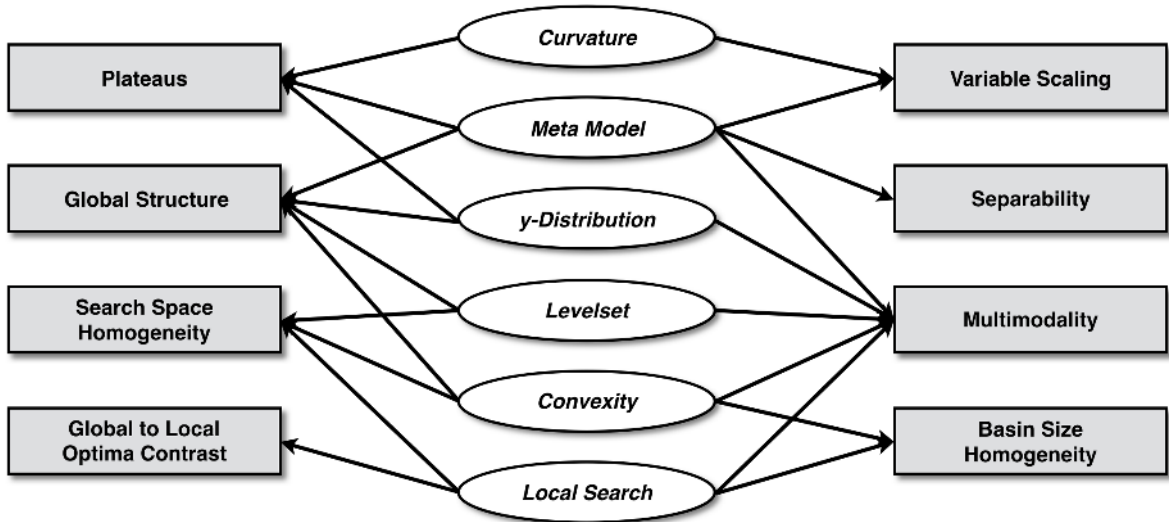 Curvature
Plateaus
Variable Scaling
Meta Model
Global Structure
Separability
y-Distribution
Search Space
Homogeneity
Levelset
Multimodality
Convexity
Global to Local
Optima Contrast
Basin Size
Homogeneity
Local Search